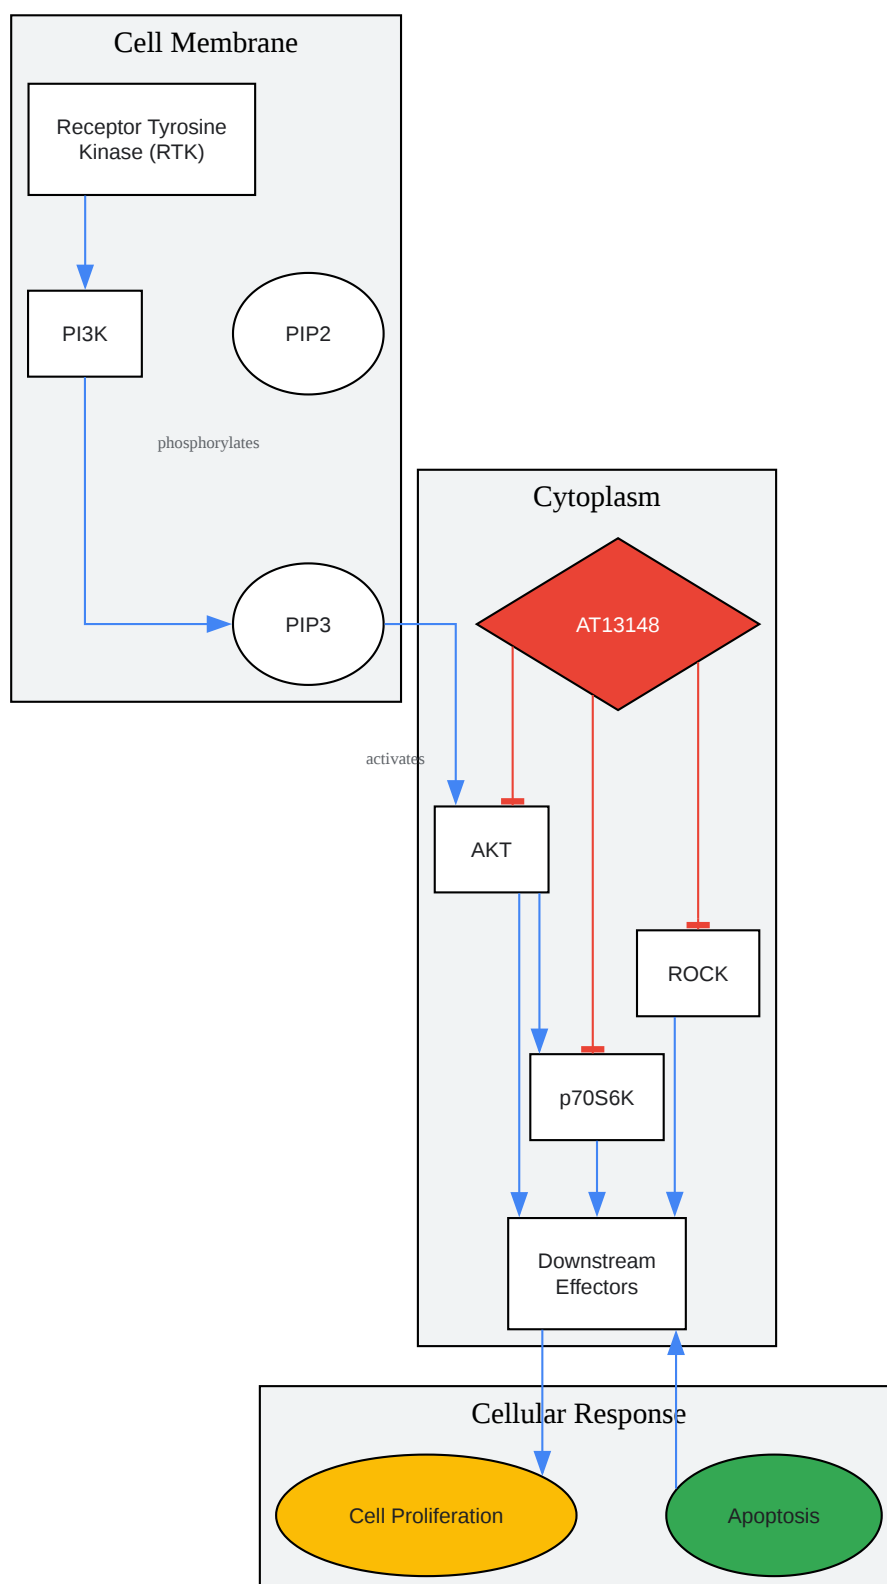 Cell Membrane
Receptor Tyrosine
Kinase (RTK)
PI3K
PIP2
phosphorylates
Cytoplasm
PIP3
AT13148
activates
AKT
ROCK
p70S6K
Downstream
Effectors
Cellular Response
Cell Proliferation
Apoptosis